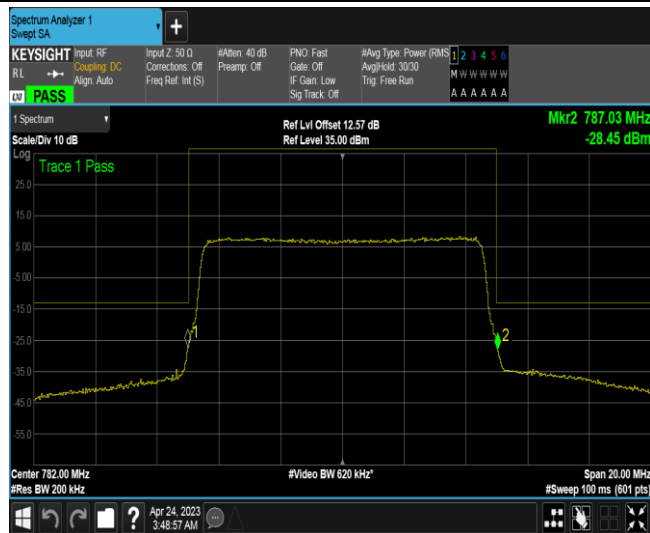 Spectrum Analyzer 1
Swept SA
+
KEYSIGHT
RL
LXI PASS
Input: RF
Coupling: DC
Align: Auto
Input Z: 50 Ω
Corrections: Off
Freq Ref: Int (S)
#Atten: 40 dB
Preamp: Off
PNO: Fast
Gate: Off
IF Gain: Low
Sig Track: Off
#Avg Type: Power (RMS
Avg|Hold: 30/30
Trig: Free Run
1 2 3 4 5 6
M W W W W W
A A A A A A
1 Spectrum
Scale/Div 10 dB
Ref Lvl Offset 12.57 dB
Ref Level 35.00 dBm
Mkr2 787.03 MHz
-28.45 dBm
Log
Trace 1 Pass
25.0
15.0
5.00
-5.00
-15.0
-25.0
-35.0
-45.0
-55.0
1
2
Center 782.00 MHz
#Res BW 200 kHz
#Video BW 620 kHz*
Span 20.00 MHz
#Sweep 100 ms (601 pts)
?
Apr 24, 2023
3:48:57 AM